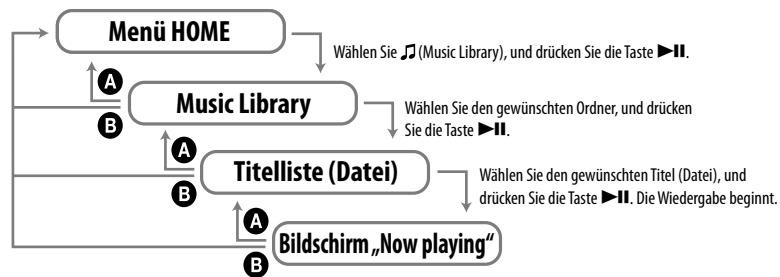 Menü HOME
Wählen Sie ♫ (Music Library), und drücken Sie die Taste ►II.
A
B
Music Library
Wählen Sie den gewünschten Ordner, und drücken
Sie die Taste ►II.
A
B
Titelliste (Datei)
Wählen Sie den gewünschten Titel (Datei), und
drücken Sie die Taste ►II. Die Wiedergabe beginnt.
A
B
Bildschirm „Now playing“